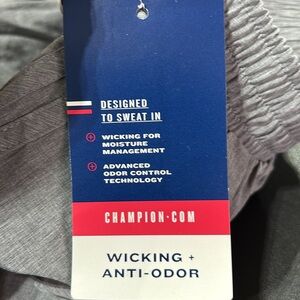 DESIGNED
TO SWEAT IN
WICKING FOR
MOISTURE
MANAGEMENT
ADVANCED
ODOR CONTROL
TECHNOLOGY
CHAMPION•COM
WICKING +
ANTI-ODOR